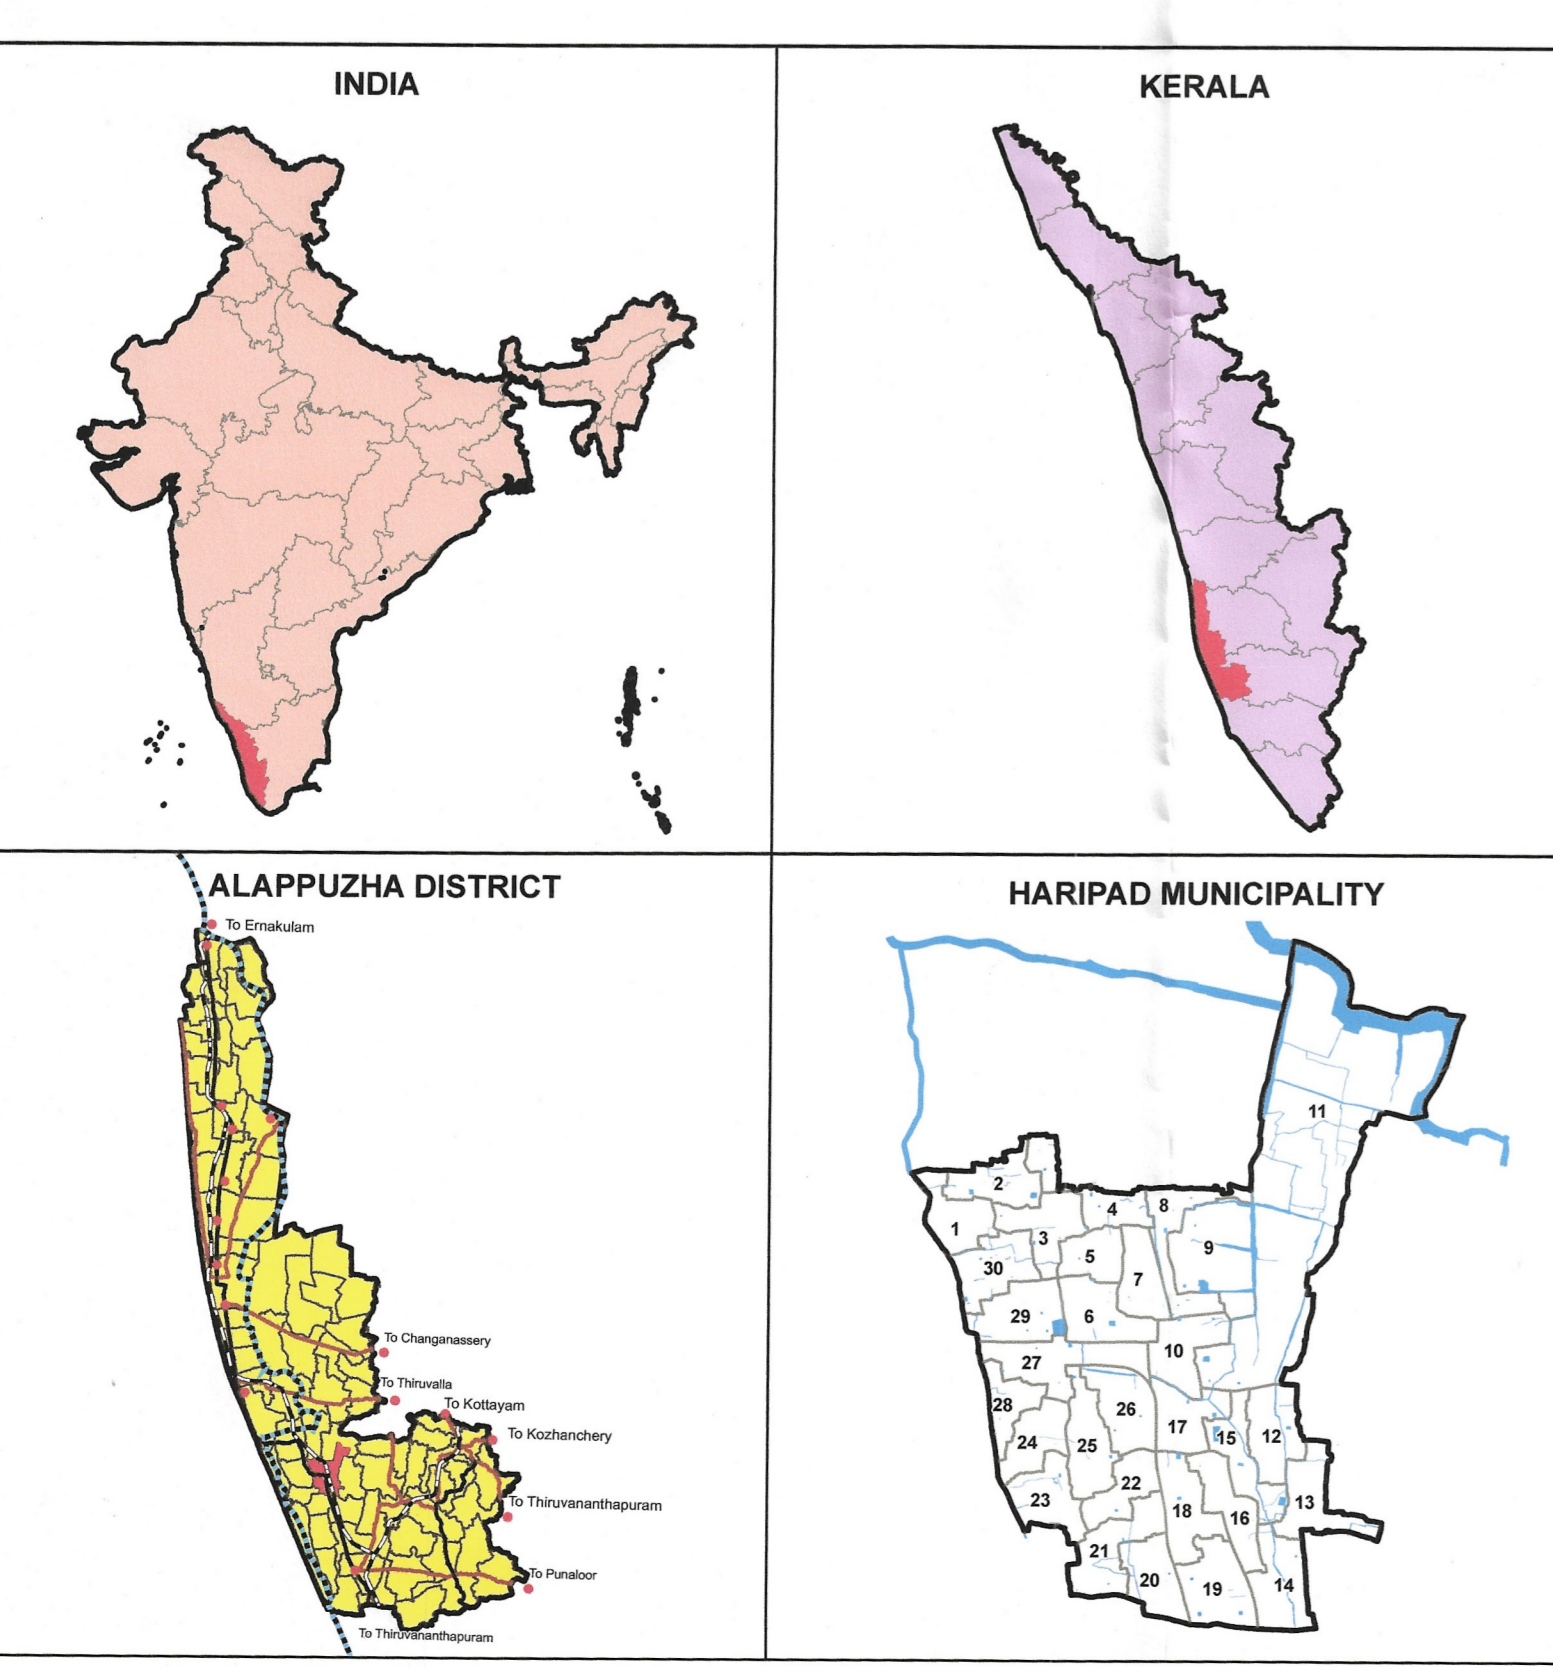 INDIA
KERALA
ALAPPUZHA DISTRICT
To Ernakulam
To Changanassery
To Thiruvalla
To Kottayam
To Kozhanchery
To Thiruvananthapuram
To Punaloor
To Thiruvananthapuram
HARIPAD MUNICIPALITY
11
2
4
8
1
3
5
9
30
7
29
6
10
27
28
26
17
15
12
24
25
22
23
18
16
13
21
20
19
14